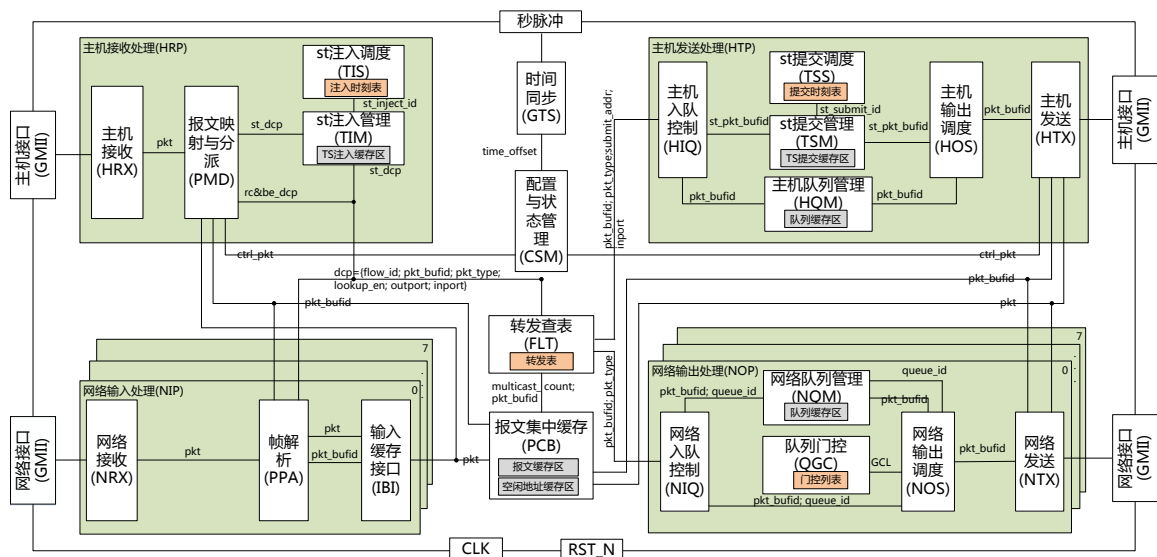 秒脉冲
主机接收处理(HRP)
st注入调度
(TIS)
注入时刻表
st_inject_id
st注入管理
(TIM)
TS注入缓存区
st_dcp
主机
接收
(HRX)
pkt
报文映
射与分
派
(PMD)
st_dcp
rc&be_dcp
ctrl_pkt
主机接口
(GMII)
时间
同步
(GTS)
time_offset
配置
与状
态管
理
(CSM)
pkt_bufid; pkt_type;submit_addr;
inport
主机发送处理(HTP)
st提交调度
(TSS)
提交时刻表
st_submit_id
st提交管理
(TSM)
TS提交缓存区
主机
入队
控制
(HIQ)
st_pkt_bufid
st_pkt_bufid
主机
输出
调度
(HOS)
pkt_bufid
主机
发送
(HTX)
主机队列管理
(HQM)
队列缓存区
pkt_bufid
pkt_bufid
ctrl_pkt
主机接口
(GMII)
dcp={flow_id; pkt_bufid; pkt_type;
lookup_en; outport; inport}
pkt_bufid
pkt_bufid
pkt
转发查表
(FLT)
转发表
multicast_count;
pkt_bufid
pkt_bufid; pkt_type
报文集中缓存
(PCB)
报文缓存区
空闲地址缓存区
7
.
.
0
网络输入处理(NIP)
网络
接收
(NRX)
pkt
帧解
析
(PPA)
pkt
pkt_bufid
输入
缓存
接口
(IBI)
pkt
网络接口
(GMII)
7
.
.
0
网络输出处理(NOP)
网络队列管理
(NQM)
队列缓存区
queue_id
pkt_bufid; queue_id
pkt_bufid
网络
入队
控制
(NIQ)
队列门控
(QGC)
门控列表
GCL
网络
输出
调度
(NOS)
pkt_bufid
网络
发送
(NTX)
pkt_bufid; queue_id
网络接口
(GMII)
CLK
RST_N